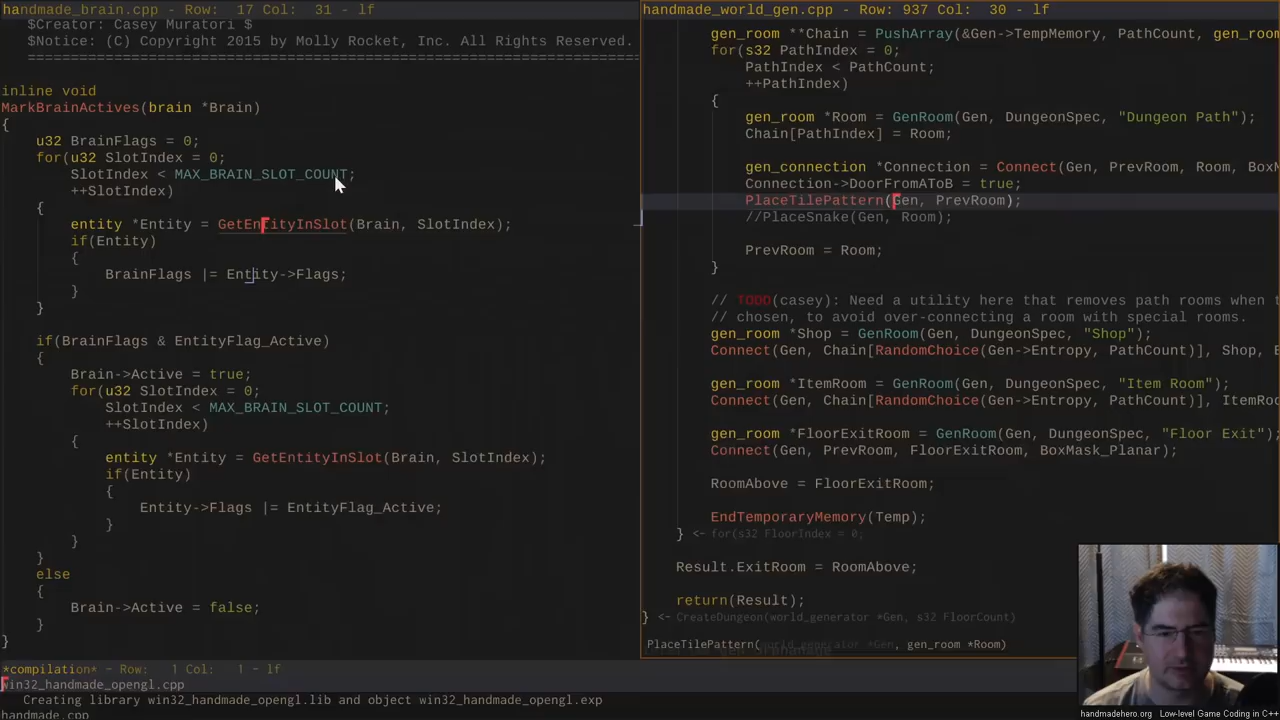 handmade_brain.cpp - Row: 17 Col: 31 - lf
$Creator: Casey Muratori $
$Notice: (C) Copyright 2015 by Molly Rocket, Inc. All Rights Reserved.
========================================================================
inline void
MarkBrainActives(brain *Brain)
{
u32 BrainFlags = 0;
for(u32 SlotIndex = 0;
SlotIndex < MAX_BRAIN_SLOT_COUNT;
++SlotIndex)
{
entity *Entity = GetEntityInSlot(Brain, SlotIndex);
if(Entity)
{
BrainFlags |= Entity->Flags;
}
}
if(BrainFlags & EntityFlag_Active)
{
Brain->Active = true;
for(u32 SlotIndex = 0;
SlotIndex < MAX_BRAIN_SLOT_COUNT;
++SlotIndex)
{
entity *Entity = GetEntityInSlot(Brain, SlotIndex);
if(Entity)
{
Entity->Flags |= EntityFlag_Active;
}
}
}
else
{
Brain->Active = false;
}
}
handmade_world_gen.cpp - Row: 937 Col: 30 - lf
gen_room **Chain = PushArray(&Gen->TempMemory, PathCount, gen_room
for(s32 PathIndex = 0;
PathIndex < PathCount;
++PathIndex)
{
gen_room *Room = GenRoom(Gen, DungeonSpec, "Dungeon Path");
Chain[PathIndex] = Room;
gen_connection *Connection = Connect(Gen, PrevRoom, Room, BoxM
Connection->DoorFromAToB = true;
PlaceTilePattern(Gen, PrevRoom);
//PlaceSnake(Gen, Room);
PrevRoom = Room;
}
// TODO(casey): Need a utility here that removes path rooms when t
// chosen, to avoid over-connecting a room with special rooms.
gen_room *Shop = GenRoom(Gen, DungeonSpec, "Shop");
Connect(Gen, Chain[RandomChoice(Gen->Entropy, PathCount)], Shop, B
gen_room *ItemRoom = GenRoom(Gen, DungeonSpec, "Item Room");
Connect(Gen, Chain[RandomChoice(Gen->Entropy, PathCount)], ItemRoo
gen_room *FloorExitRoom = GenRoom(Gen, DungeonSpec, "Floor Exit");
Connect(Gen, PrevRoom, FloorExitRoom, BoxMask_Planar);
RoomAbove = FloorExitRoom;
EndTemporaryMemory(Temp);
} <- for(s32 FloorIndex = 0;
Result.ExitRoom = RoomAbove;
return(Result);
} <- CreateDungeon(world_generator *Gen, s32 FloorCount)
PlaceTilePattern(world_generator *Gen, gen_room *Room)
*compilation* - Row: 1 Col: 1 - lf
win32_handmade_opengl.cpp
Creating library win32_handmade_opengl.lib and object win32_handmade_opengl.exp
handmade.cpp
handmadehero.org - Low-level Game Coding in C++